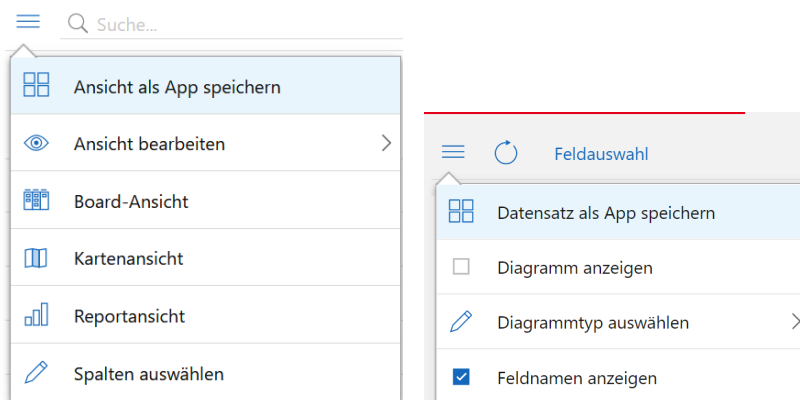 Suche...
Ansicht als App speichern
Ansicht bearbeiten
Board-Ansicht
Kartenansicht
Reportansicht
Spalten auswählen
Feldauswahl
Datensatz als App speichern
Diagramm anzeigen
Diagrammtyp auswählen
Feldnamen anzeigen